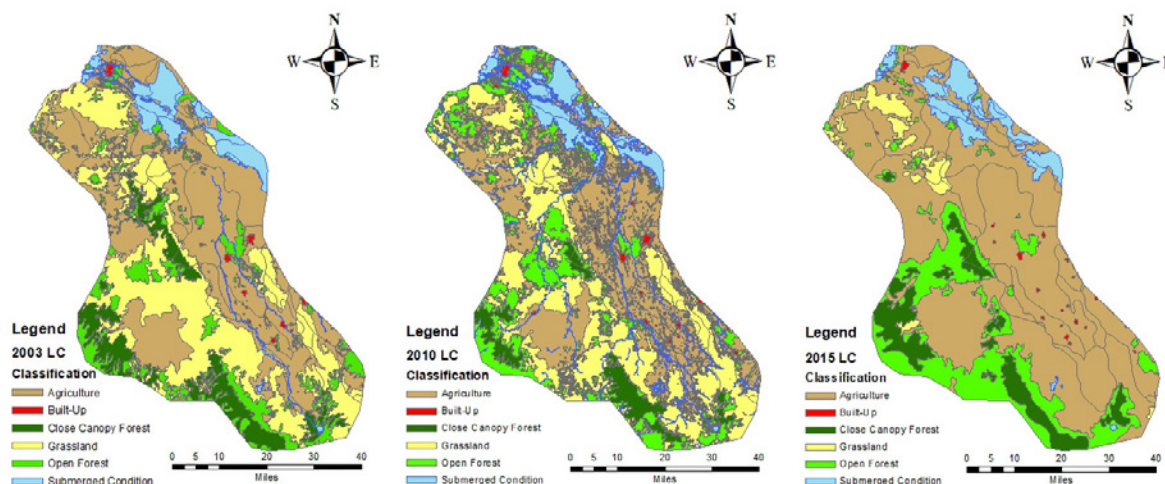 N
W E
S
Legend
2003 LC
Classification
Agriculture
Built-Up
Close Canopy Forest
Grassland
Open Forest
Submerged Condition
0 5 10 20 30 40
Miles
N
W E
S
Legend
2010 LC
Classification
Agriculture
Built-Up
Close Canopy Forest
Grassland
Open Forest
Submerged Condition
0 5 10 20 30 40
Miles
N
W E
S
Legend
2015 LC
Classification
Agriculture
Built-Up
Close Canopy Forest
Grassland
Open Forest
Submerged Condition
0 5 10 20 30 40
Miles